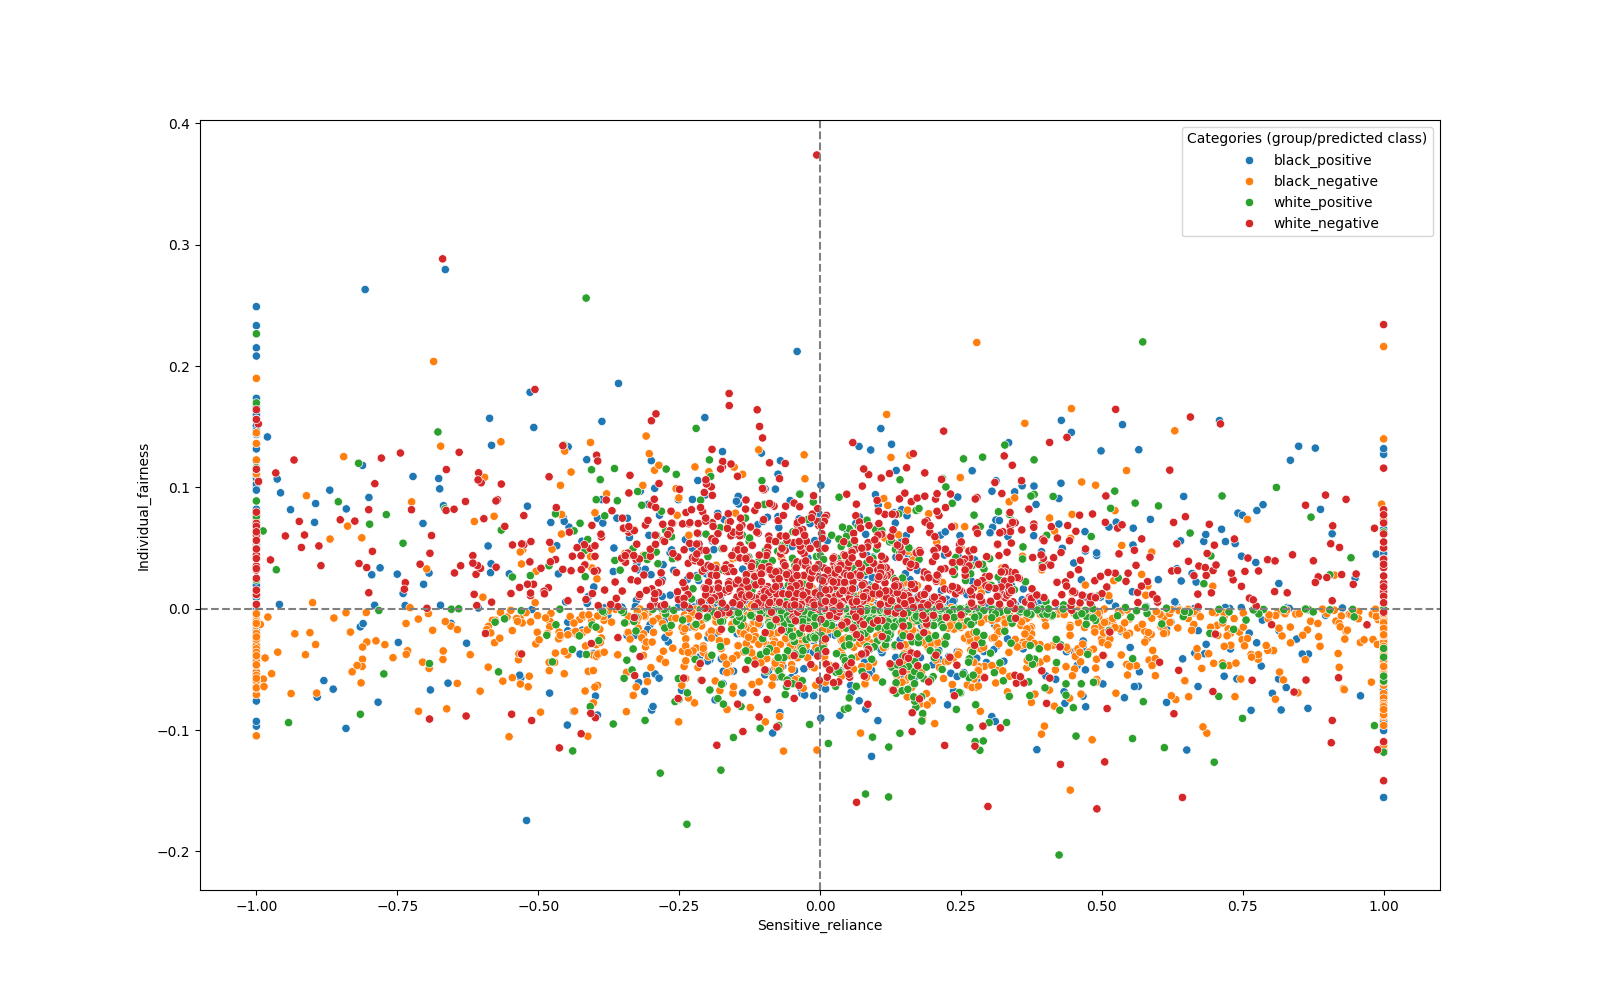 Categories (group/predicted class)
black_positive
black_negative
white_positive
white_negative
0.4
0.3
0.2
0.1
0.0
−0.1
−0.2
Individual_fairness
−1.00 −0.75 −0.50 −0.25 0.00 0.25 0.50 0.75 1.00
Sensitive_reliance